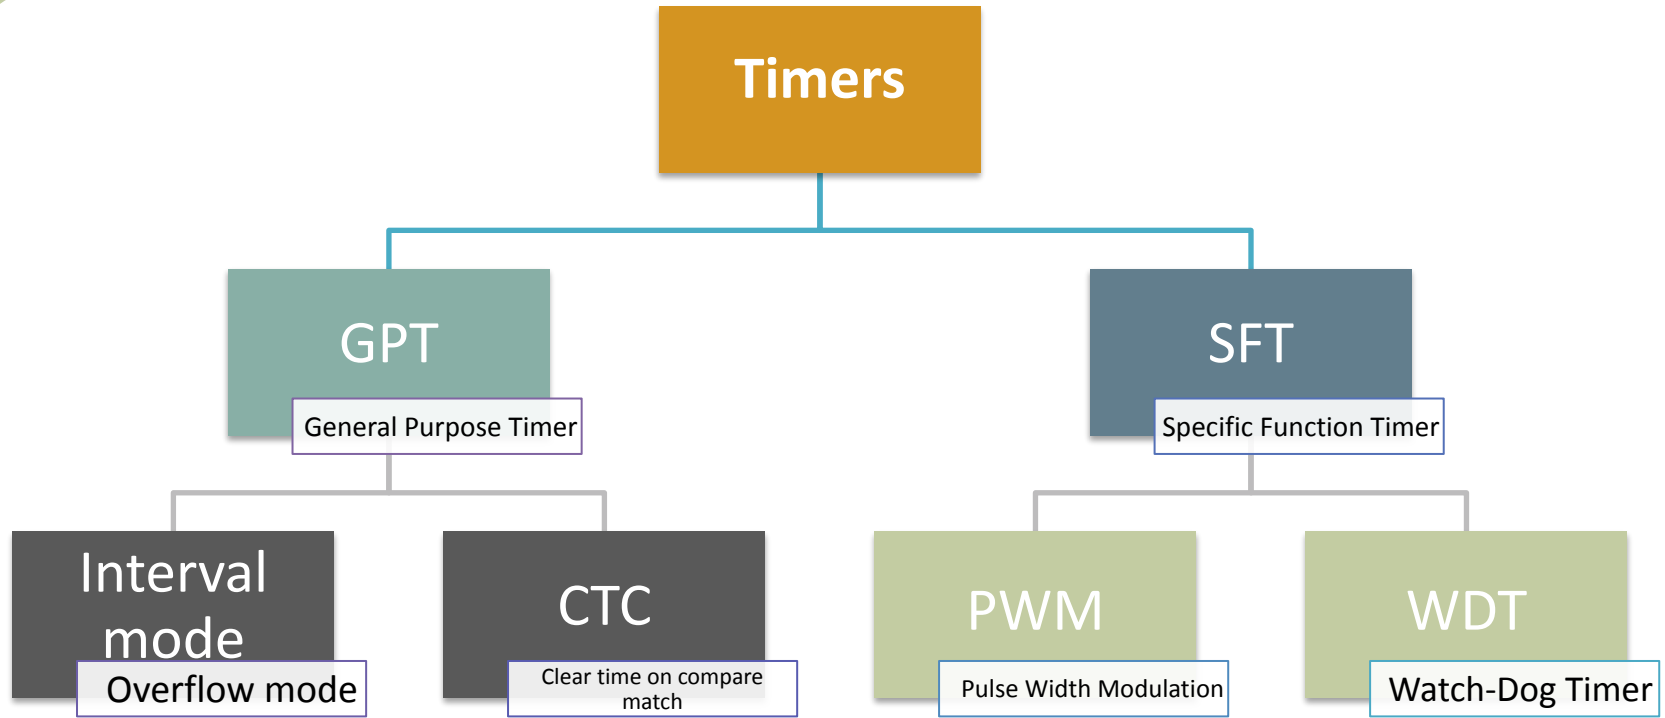 Timers
GPT
General Purpose Timer
SFT
Specific Function Timer
Interval
mode
Overflow mode
CTC
Clear time on compare
match
PWM
Pulse Width Modulation
WDT
Watch-Dog Timer